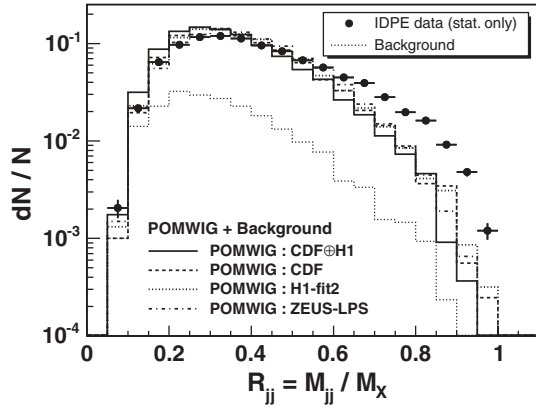 IDPE data (stat. only)
Background
dN / N
10⁻¹
10⁻²
10⁻³
10⁻⁴
POMWIG + Background
POMWIG : CDF⊕H1
POMWIG : CDF
POMWIG : H1-fit2
POMWIG : ZEUS-LPS
0 0.2 0.4 0.6 0.8 1
R_jj = M_jj / M_X